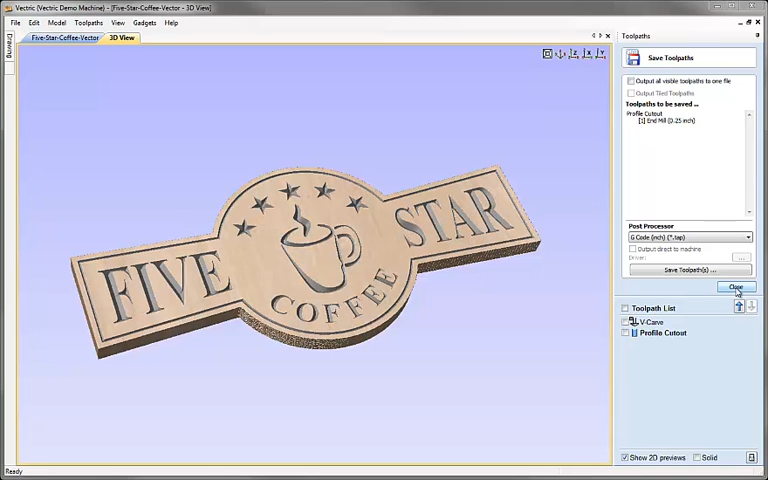 Vectric (Vectric Demo Machine) - [Five-Star-Coffee-Vector - 3D View]
File Edit Model Toolpaths View Gadgets Help
Drawing
Five-Star-Coffee-Vector
3D View
Toolpaths
Save Toolpaths
Output all visible toolpaths to one file
Output Tiled Toolpaths
Toolpaths to be saved ...
Profile Cutout
[1] End Mill (0.25 inch)
Post Processor
G Code (inch) (*.tap)
Output direct to machine
Driver:
...
Save Toolpath(s) ...
Close
Toolpath List
V-Carve
Profile Cutout
Show 2D previews
Solid
FIVE STAR
COFFEE
Z X Y
Ready